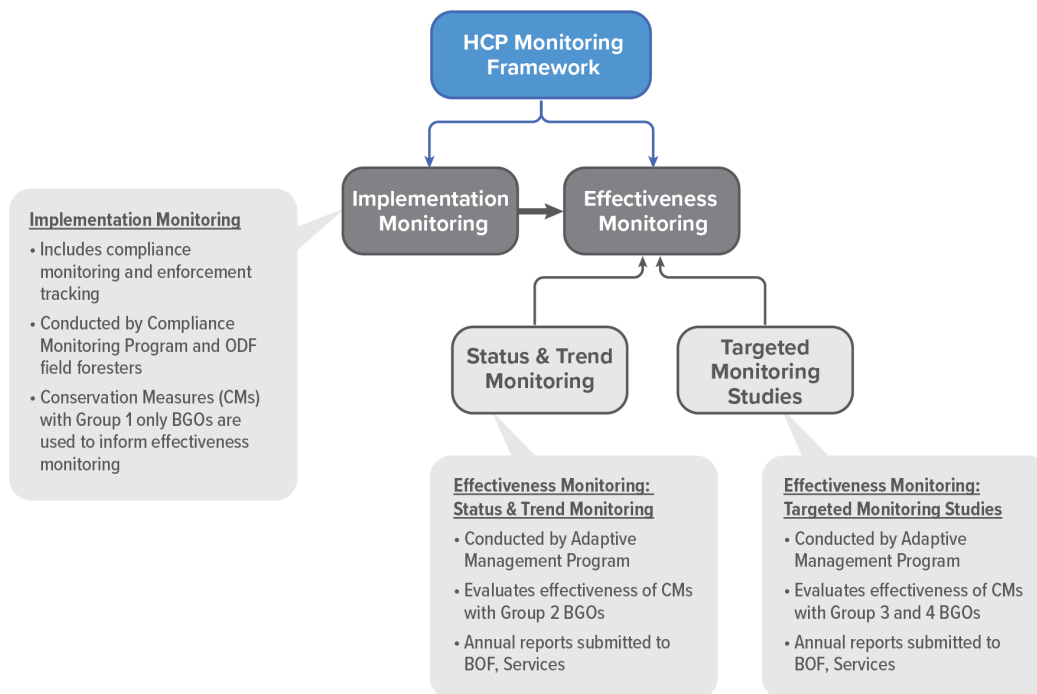 HCP Monitoring
Framework
Implementation
Monitoring
Effectiveness
Monitoring
Implementation Monitoring
• Includes compliance
monitoring and enforcement
tracking
• Conducted by Compliance
Monitoring Program and ODF
field foresters
• Conservation Measures (CMs)
with Group 1 only BGOs are
used to inform effectiveness
monitoring
Status & Trend
Monitoring
Targeted
Monitoring
Studies
Effectiveness Monitoring:
Status & Trend Monitoring
• Conducted by Adaptive
Management Program
• Evaluates effectiveness of CMs
with Group 2 BGOs
• Annual reports submitted to
BOF, Services
Effectiveness Monitoring:
Targeted Monitoring Studies
• Conducted by Adaptive
Management Program
• Evaluates effectiveness of CMs
with Group 3 and 4 BGOs
• Annual reports submitted to
BOF, Services